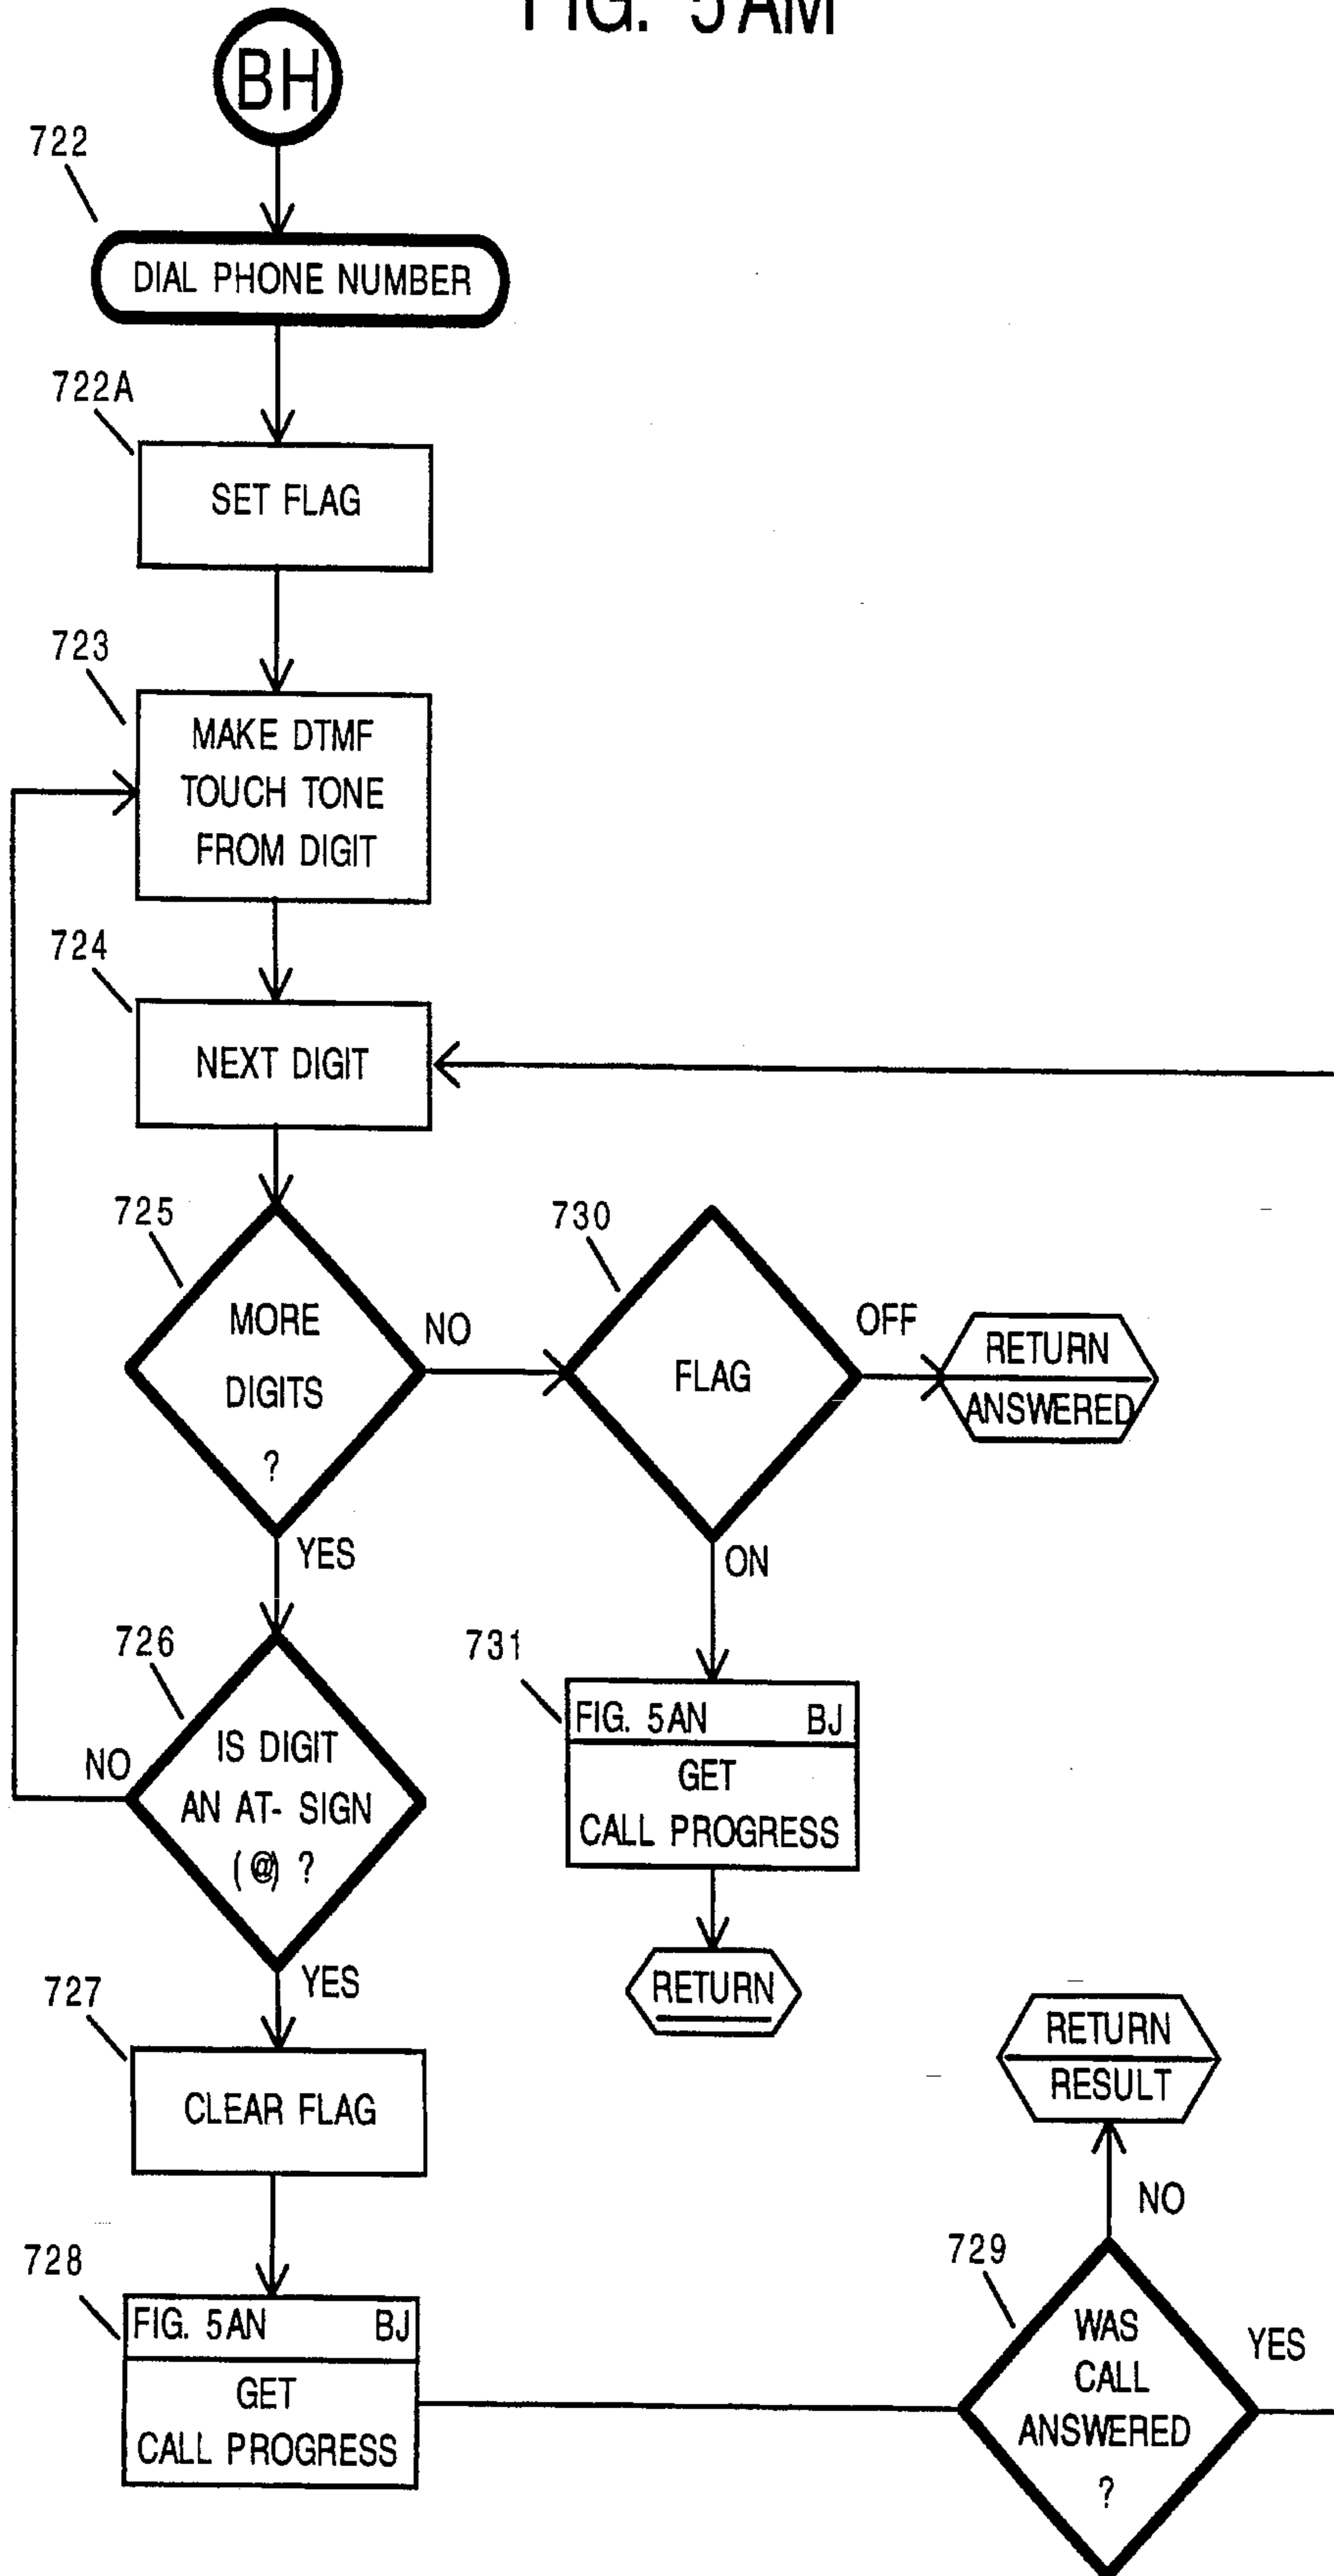 FIG. 5AM
BH
722
DIAL PHONE NUMBER
722A
SET FLAG
723
MAKE DTMF
TOUCH TONE
FROM DIGIT
724
NEXT DIGIT
725
MORE
DIGITS
?
NO
YES
730
FLAG
OFF
RETURN
ANSWERED
ON
726
IS DIGIT
AN AT- SIGN
(@) ?
NO
YES
731
FIG. 5AN BJ
GET
CALL PROGRESS
RETURN
727
CLEAR FLAG
RETURN
RESULT
NO
728
FIG. 5AN BJ
GET
CALL PROGRESS
729
WAS
CALL
ANSWERED
?
YES